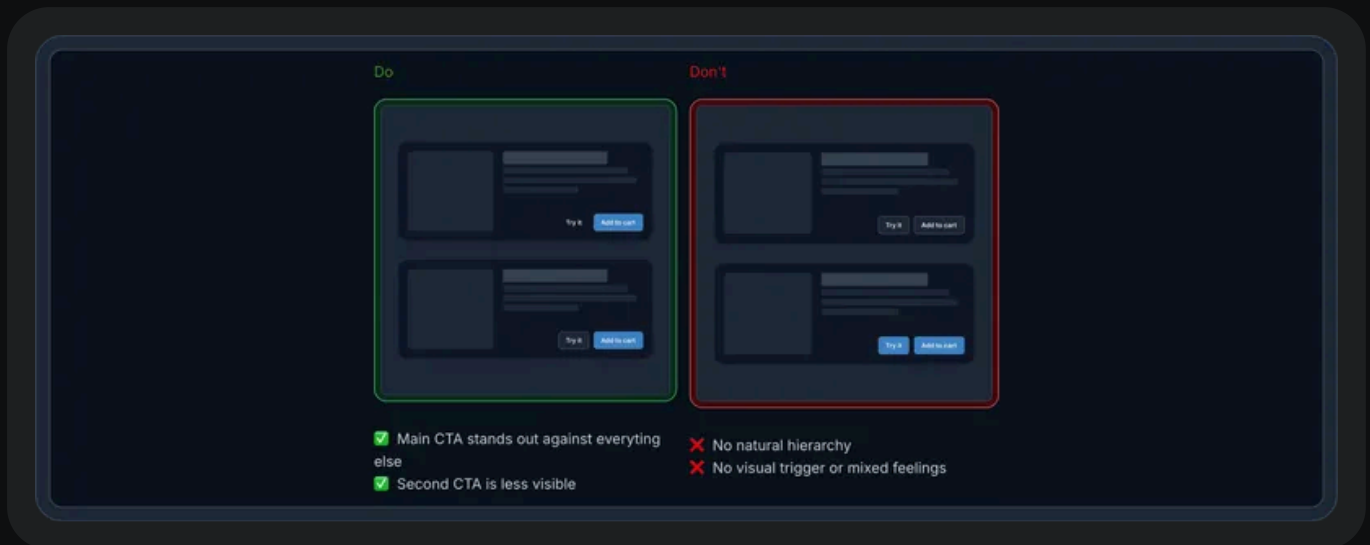 Do
Don't
Try it
Add to cart
Try it
Add to cart
Try it
Add to cart
Try it
Add to cart
✅ Main CTA stands out against everyting
else
✅ Second CTA is less visible
❌ No natural hierarchy
❌ No visual trigger or mixed feelings